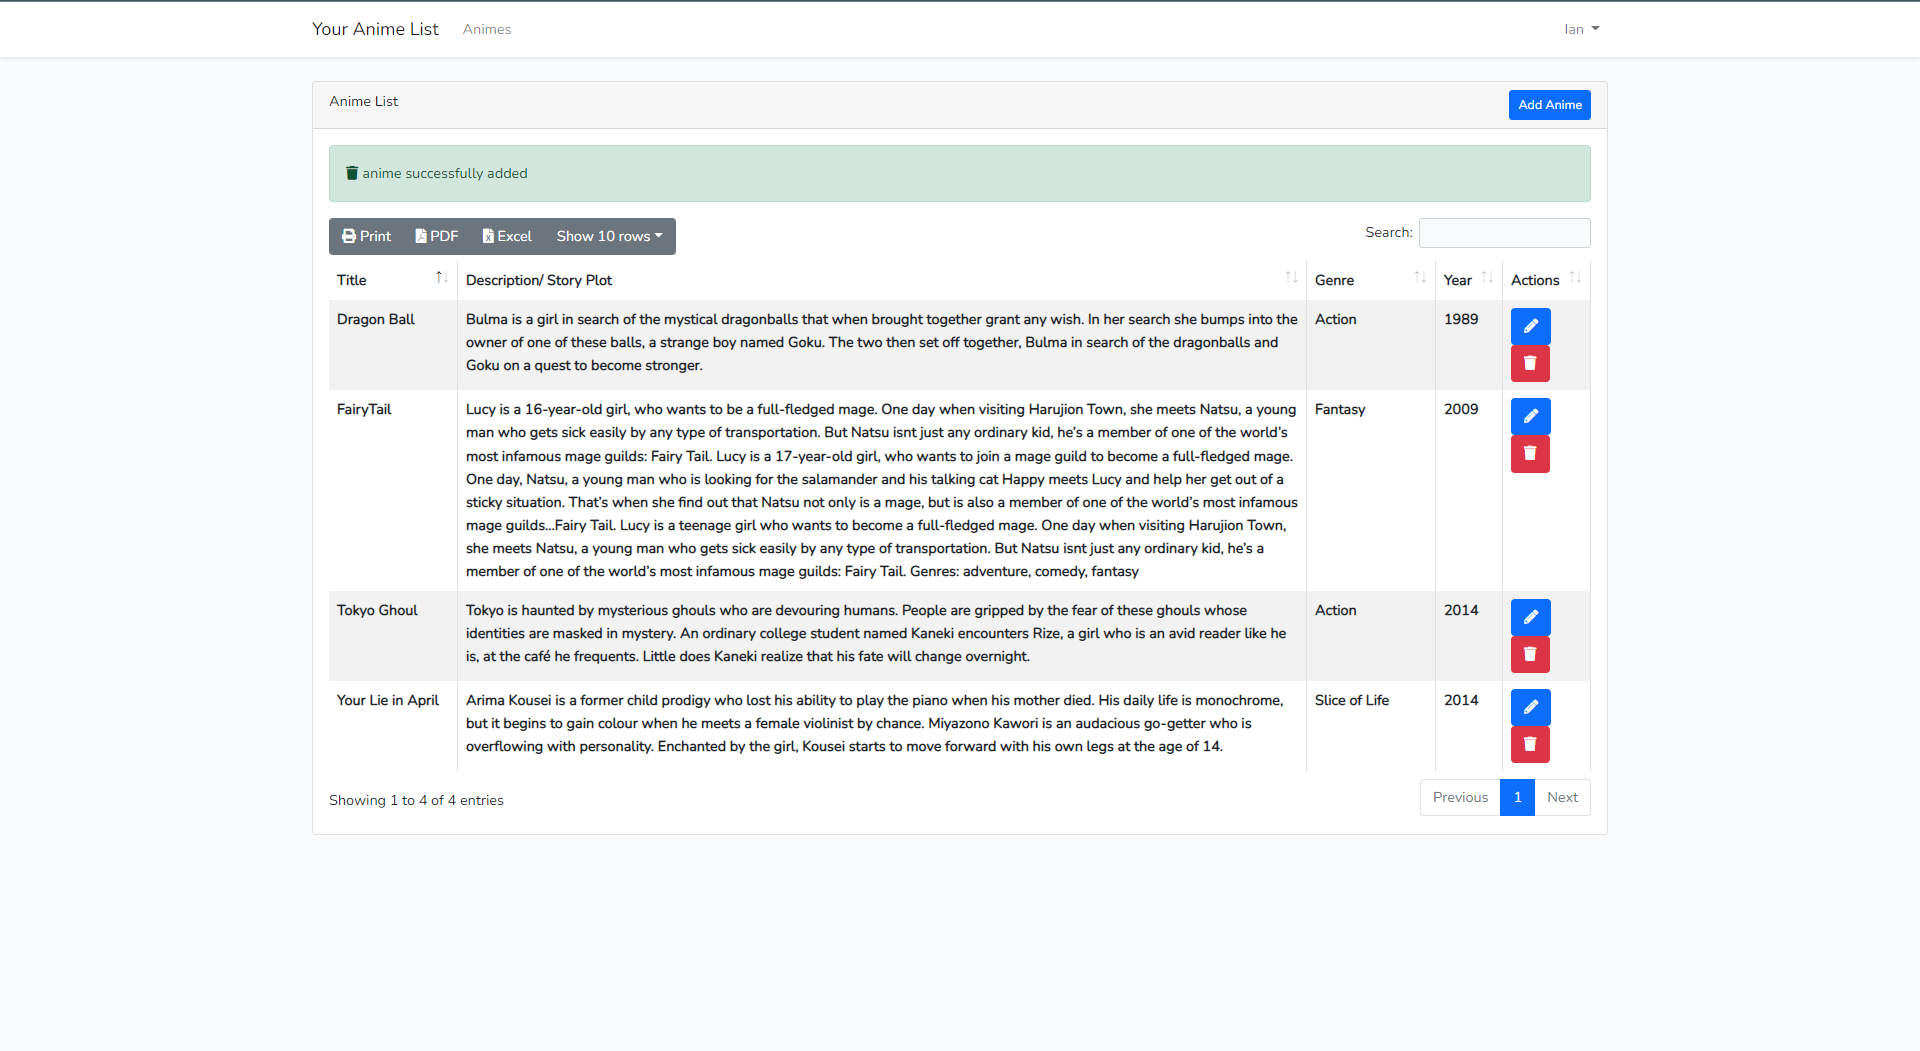 Your Anime List Animes Ian
Anime List Add Anime
anime successfully added
Print PDF Excel Show 10 rows Search:
Title Description/ Story Plot Genre Year Actions
Dragon Ball Bulma is a girl in search of the mystical dragonballs that when brought together grant any wish. In her search she bumps into the Action 1989
owner of one of these balls, a strange boy named Goku. The two then set off together, Bulma in search of the dragonballs and
Goku on a quest to become stronger.
FairyTail Lucy is a 16-year-old girl, who wants to be a full-fledged mage. One day when visiting Harujion Town, she meets Natsu, a young Fantasy 2009
man who gets sick easily by any type of transportation. But Natsu isnt just any ordinary kid, he's a member of one of the world's
most infamous mage guilds: Fairy Tail. Lucy is a 17-year-old girl, who wants to join a mage guild to become a full-fledged mage.
One day, Natsu, a young man who is looking for the salamander and his talking cat Happy meets Lucy and help her get out of a
sticky situation. That's when she find out that Natsu not only is a mage, but is also a member of one of the world's most infamous
mage guilds...Fairy Tail. Lucy is a teenage girl who wants to become a full-fledged mage. One day when visiting Harujion Town,
she meets Natsu, a young man who gets sick easily by any type of transportation. But Natsu isnt just any ordinary kid, he's a
member of one of the world's most infamous mage guilds: Fairy Tail. Genres: adventure, comedy, fantasy
Tokyo Ghoul Tokyo is haunted by mysterious ghouls who are devouring humans. People are gripped by the fear of these ghouls whose Action 2014
identities are masked in mystery. An ordinary college student named Kaneki encounters Rize, a girl who is an avid reader like he
is, at the café he frequents. Little does Kaneki realize that his fate will change overnight.
Your Lie in April Arima Kousei is a former child prodigy who lost his ability to play the piano when his mother died. His daily life is monochrome, Slice of Life 2014
but it begins to gain colour when he meets a female violinist by chance. Miyazono Kawori is an audacious go-getter who is
overflowing with personality. Enchanted by the girl, Kousei starts to move forward with his own legs at the age of 14.
Showing 1 to 4 of 4 entries Previous 1 Next